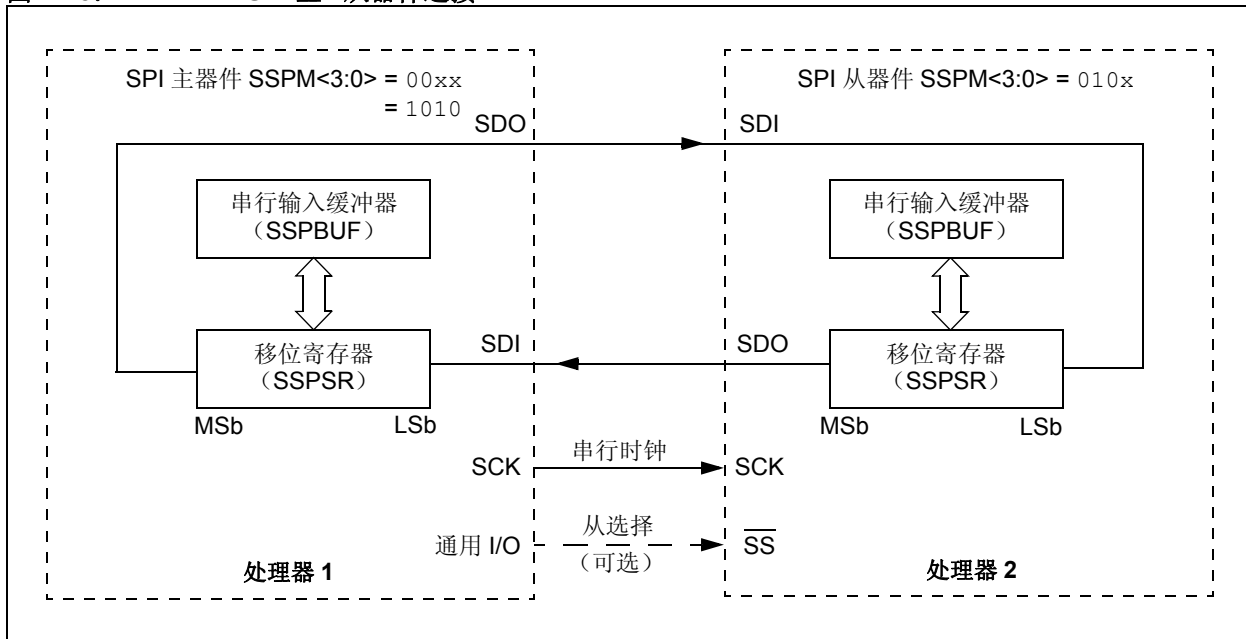 SPI 主器件 SSPM<3:0> = 00xx
= 1010
SPI 从器件 SSPM<3:0> = 010x
SDO
SDI
串行输入缓冲器
（SSPBUF）
串行输入缓冲器
（SSPBUF）
移位寄存器
（SSPSR）
SDI
SDO
移位寄存器
（SSPSR）
MSb
LSb
MSb
LSb
SCK
串行时钟
SCK
通用 I/O
从选择
（可选）
SS
处理器 1
处理器 2